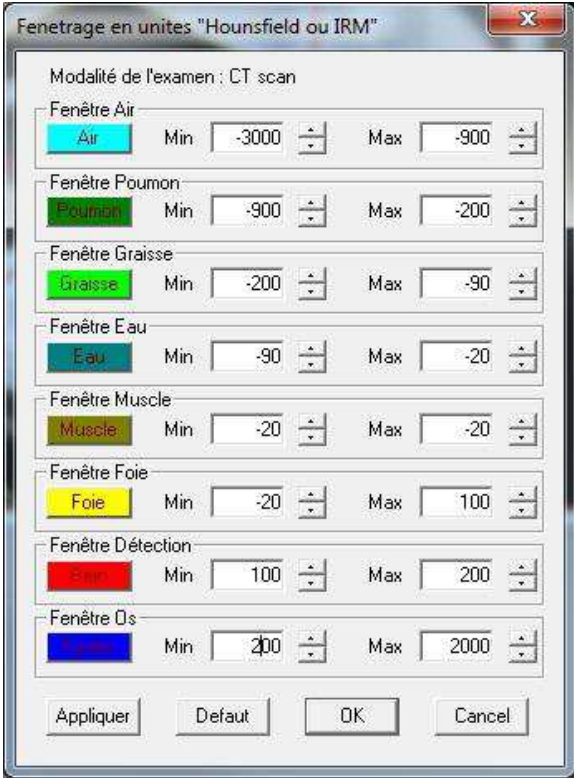 Fenetrage en unites "Hounsfield ou IRM"
Modalité de l'examen : CT scan
Fenêtre Air
Air Min -3000 Max -900
Fenêtre Poumon
Poumon Min -900 Max -200
Fenêtre Graisse
Graisse Min -200 Max -90
Fenêtre Eau
Eau Min -90 Max -20
Fenêtre Muscle
Muscle Min -20 Max -20
Fenêtre Foie
Foie Min -20 Max 100
Fenêtre Détection
Min 100 Max 200
Fenêtre Os
Min 200 Max 2000
Appliquer Defaut OK Cancel